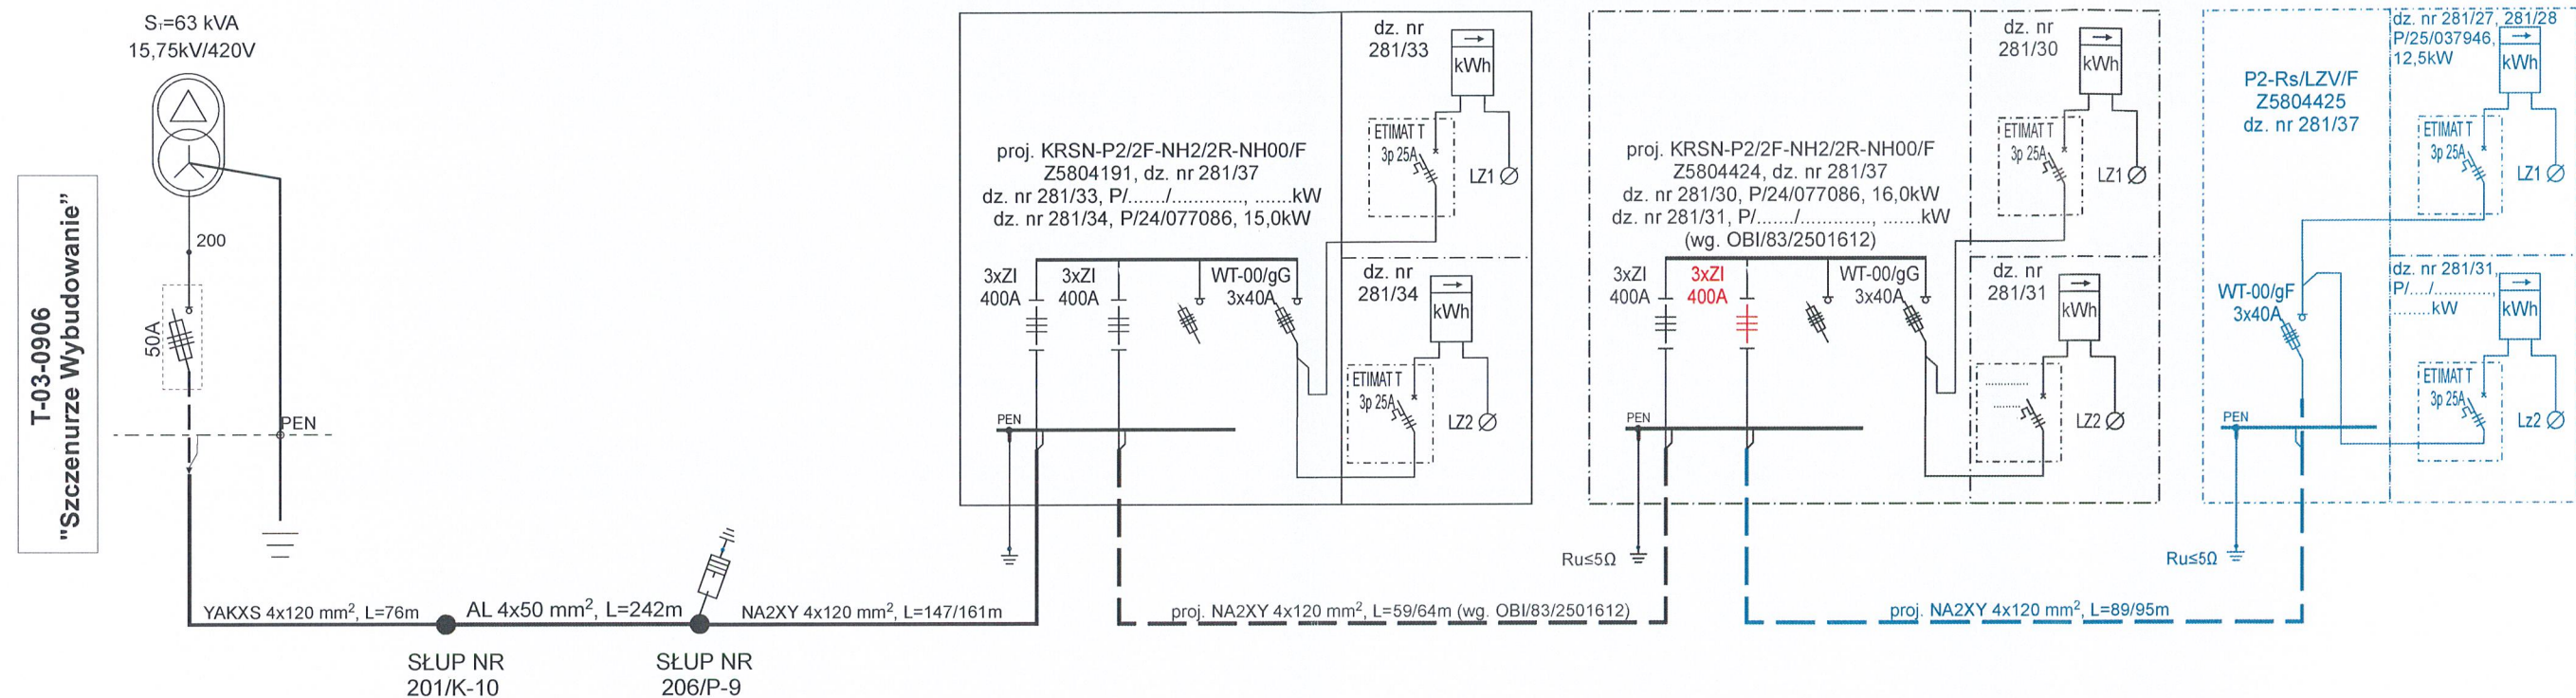 T-03-0906
"Szczenurze Wybudowanie"
Sᴛ=63 kVA
15,75kV/420V
200
50A
PEN
YAKXS 4x120 mm², L=76m
SŁUP NR
201/K-10
AL 4x50 mm², L=242m
SŁUP NR
206/P-9
NA2XY 4x120 mm², L=147/161m
proj. KRSN-P2/2F-NH2/2R-NH00/F
Z5804191, dz. nr 281/37
dz. nr 281/33, P/......./............., .......kW
dz. nr 281/34, P/24/077086, 15,0kW
3xZI
400A
3xZI
400A
WT-00/gG
3x40A
PEN
dz. nr
281/33
kWh
ETIMAT T
3p 25A
LZ1
dz. nr
281/34
kWh
ETIMAT T
3p 25A
LZ2
proj. NA2XY 4x120 mm², L=59/64m (wg. OBI/83/2501612)
proj. KRSN-P2/2F-NH2/2R-NH00/F
Z5804424, dz. nr 281/37
dz. nr 281/30, P/24/077086, 16,0kW
dz. nr 281/31, P/......./............., .......kW
(wg. OBI/83/2501612)
3xZI
400A
3xZI
400A
WT-00/gG
3x40A
PEN
Ru≤5Ω
dz. nr
281/30
kWh
ETIMAT T
3p 25A
LZ1
dz. nr
281/31
kWh
..............
.........
LZ2
proj. NA2XY 4x120 mm², L=89/95m
P2-Rs/LZV/F
Z5804425
dz. nr 281/37
WT-00/gF
3x40A
PEN
Ru≤5Ω
dz. nr 281/27, 281/28
P/25/037946,
12,5kW
kWh
ETIMAT T
3p 25A
LZ1
dz. nr 281/31,
P/..../............,
........kW
kWh
ETIMAT T
3p 25A
Lz2